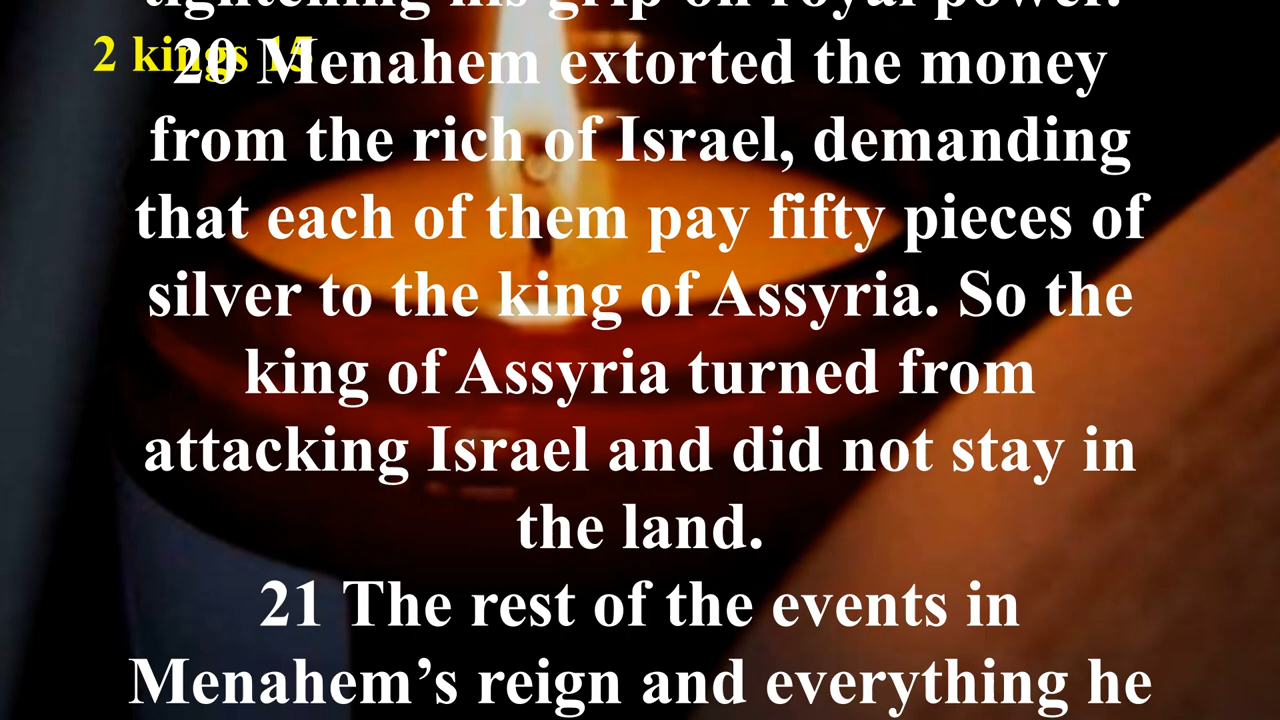 tightening his grip on royal power.
2 kings 15
20 Menahem extorted the money
from the rich of Israel, demanding
that each of them pay fifty pieces of
silver to the king of Assyria. So the
king of Assyria turned from
attacking Israel and did not stay in
the land.
21 The rest of the events in
Menahem’s reign and everything he